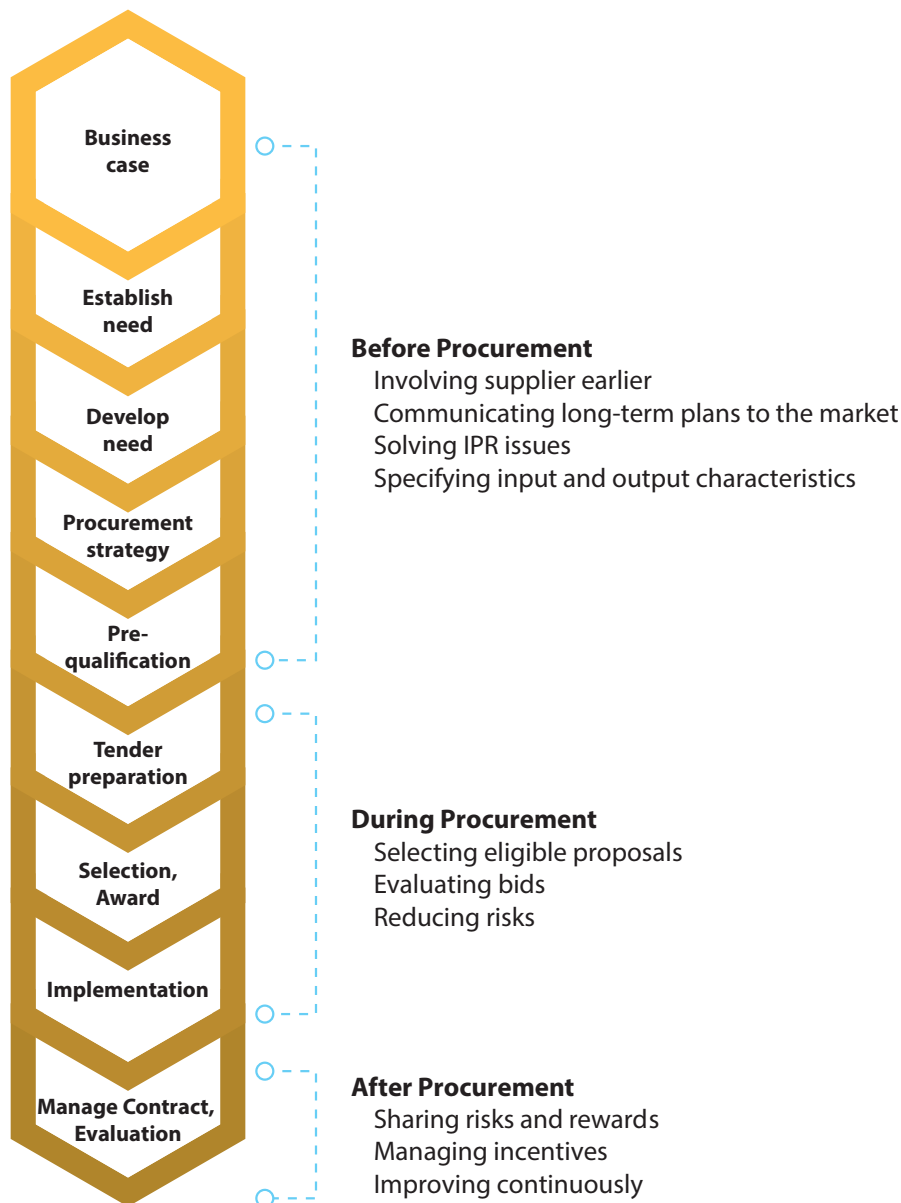 Business
case
Establish
need
Develop
need
Procurement
strategy
Pre-
qualification
Before Procurement
Involving supplier earlier
Communicating long-term plans to the market
Solving IPR issues
Specifying input and output characteristics
Tender
preparation
Selection,
Award
Implementation
During Procurement
Selecting eligible proposals
Evaluating bids
Reducing risks
Manage Contract,
Evaluation
After Procurement
Sharing risks and rewards
Managing incentives
Improving continuously